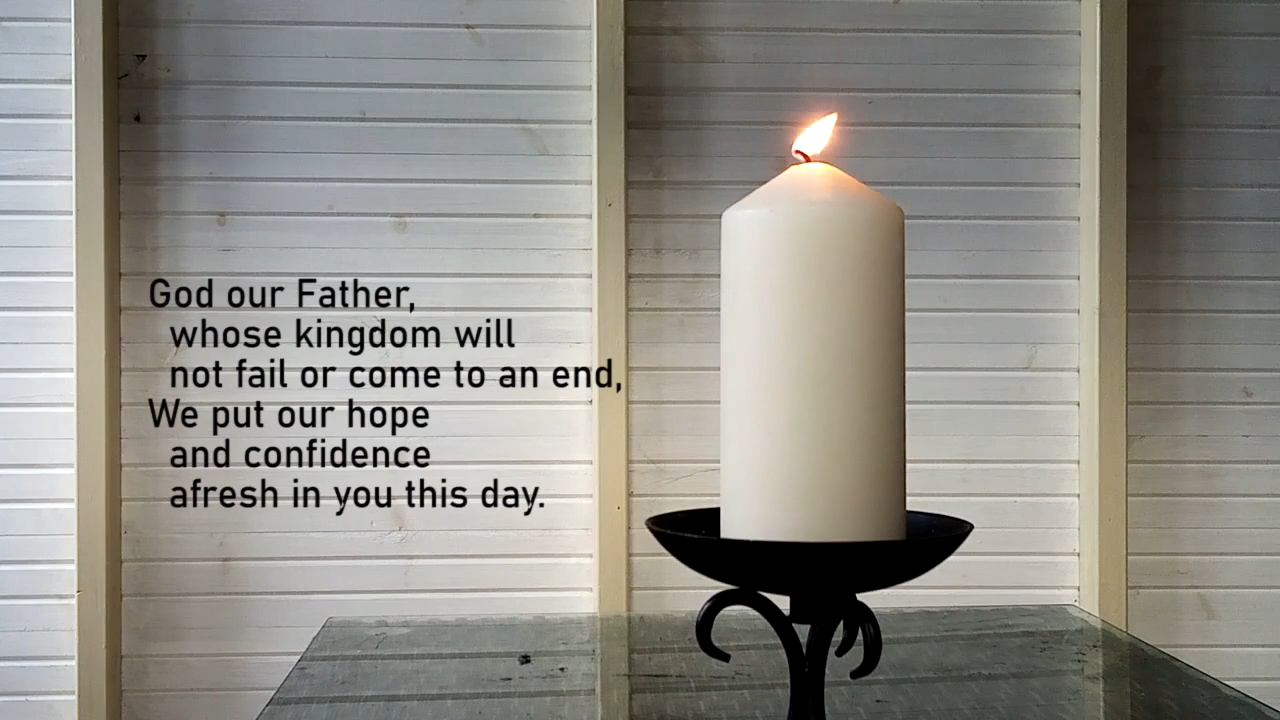 God our Father,
whose kingdom will
not fail or come to an end,
We put our hope
and confidence
afresh in you this day.